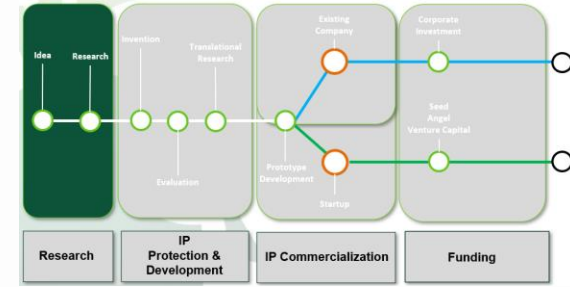 Existing
Company
Corporate
Investment
Idea
Research
Invention
Translational
Research
Seed
Angel
Venture Capital
Evaluation
Prototype
Development
Startup
Research
IP
Protection &
Development
IP Commercialization
Funding